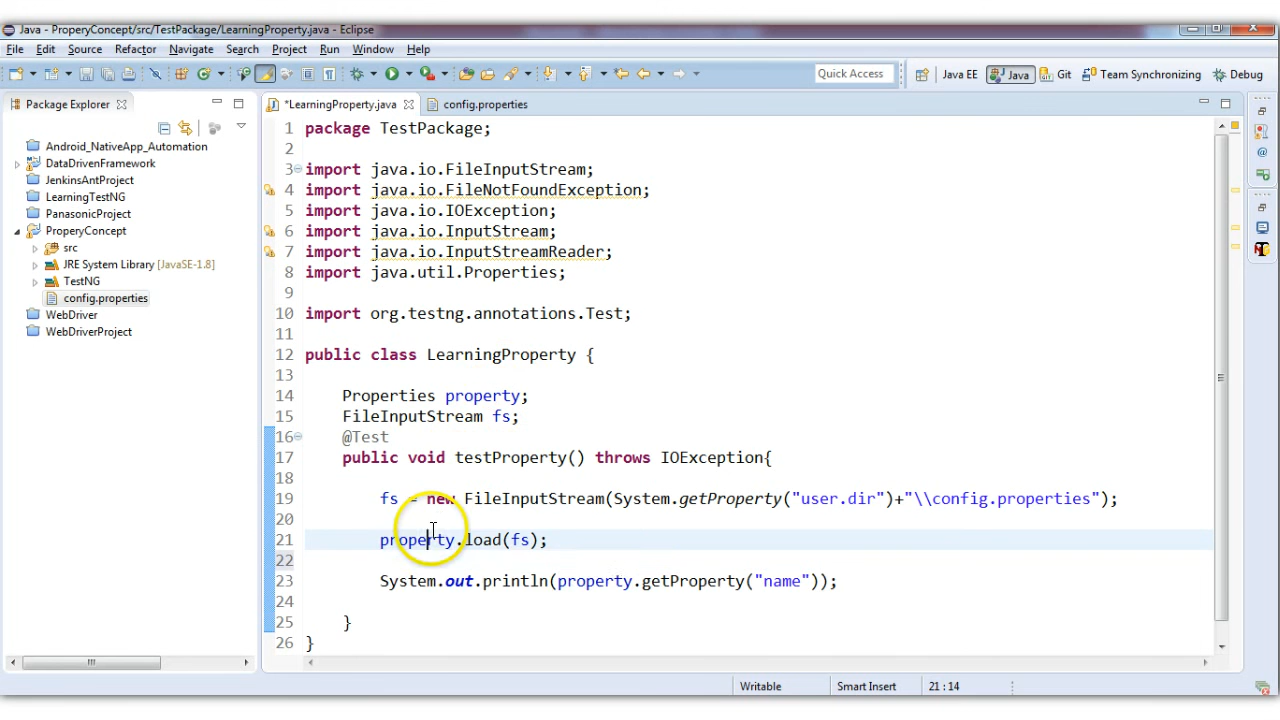 Java - ProperyConcept/src/TestPackage/LearningProperty.java - Eclipse
File Edit Source Refactor Navigate Search Project Run Window Help
Quick Access Java EE Java Git Team Synchronizing Debug
Package Explorer
*LearningProperty.java config.properties
Android_NativeApp_Automation
DataDrivenFramework
JenkinsAntProject
LearningTestNG
PanasonicProject
ProperyConcept
src
JRE System Library [JavaSE-1.8]
TestNG
config.properties
WebDriver
WebDriverProject
1 package TestPackage;
2
3 import java.io.FileInputStream;
4 import java.io.FileNotFoundException;
5 import java.io.IOException;
6 import java.io.InputStream;
7 import java.io.InputStreamReader;
8 import java.util.Properties;
9
10 import org.testng.annotations.Test;
11
12 public class LearningProperty {
13
14 Properties property;
15 FileInputStream fs;
16 @Test
17 public void testProperty() throws IOException{
18
19 fs = new FileInputStream(System.getProperty("user.dir")+"\\config.properties");
20
21 property.load(fs);
22
23 System.out.println(property.getProperty("name"));
24
25 }
26 }
Writable Smart Insert 21 : 14